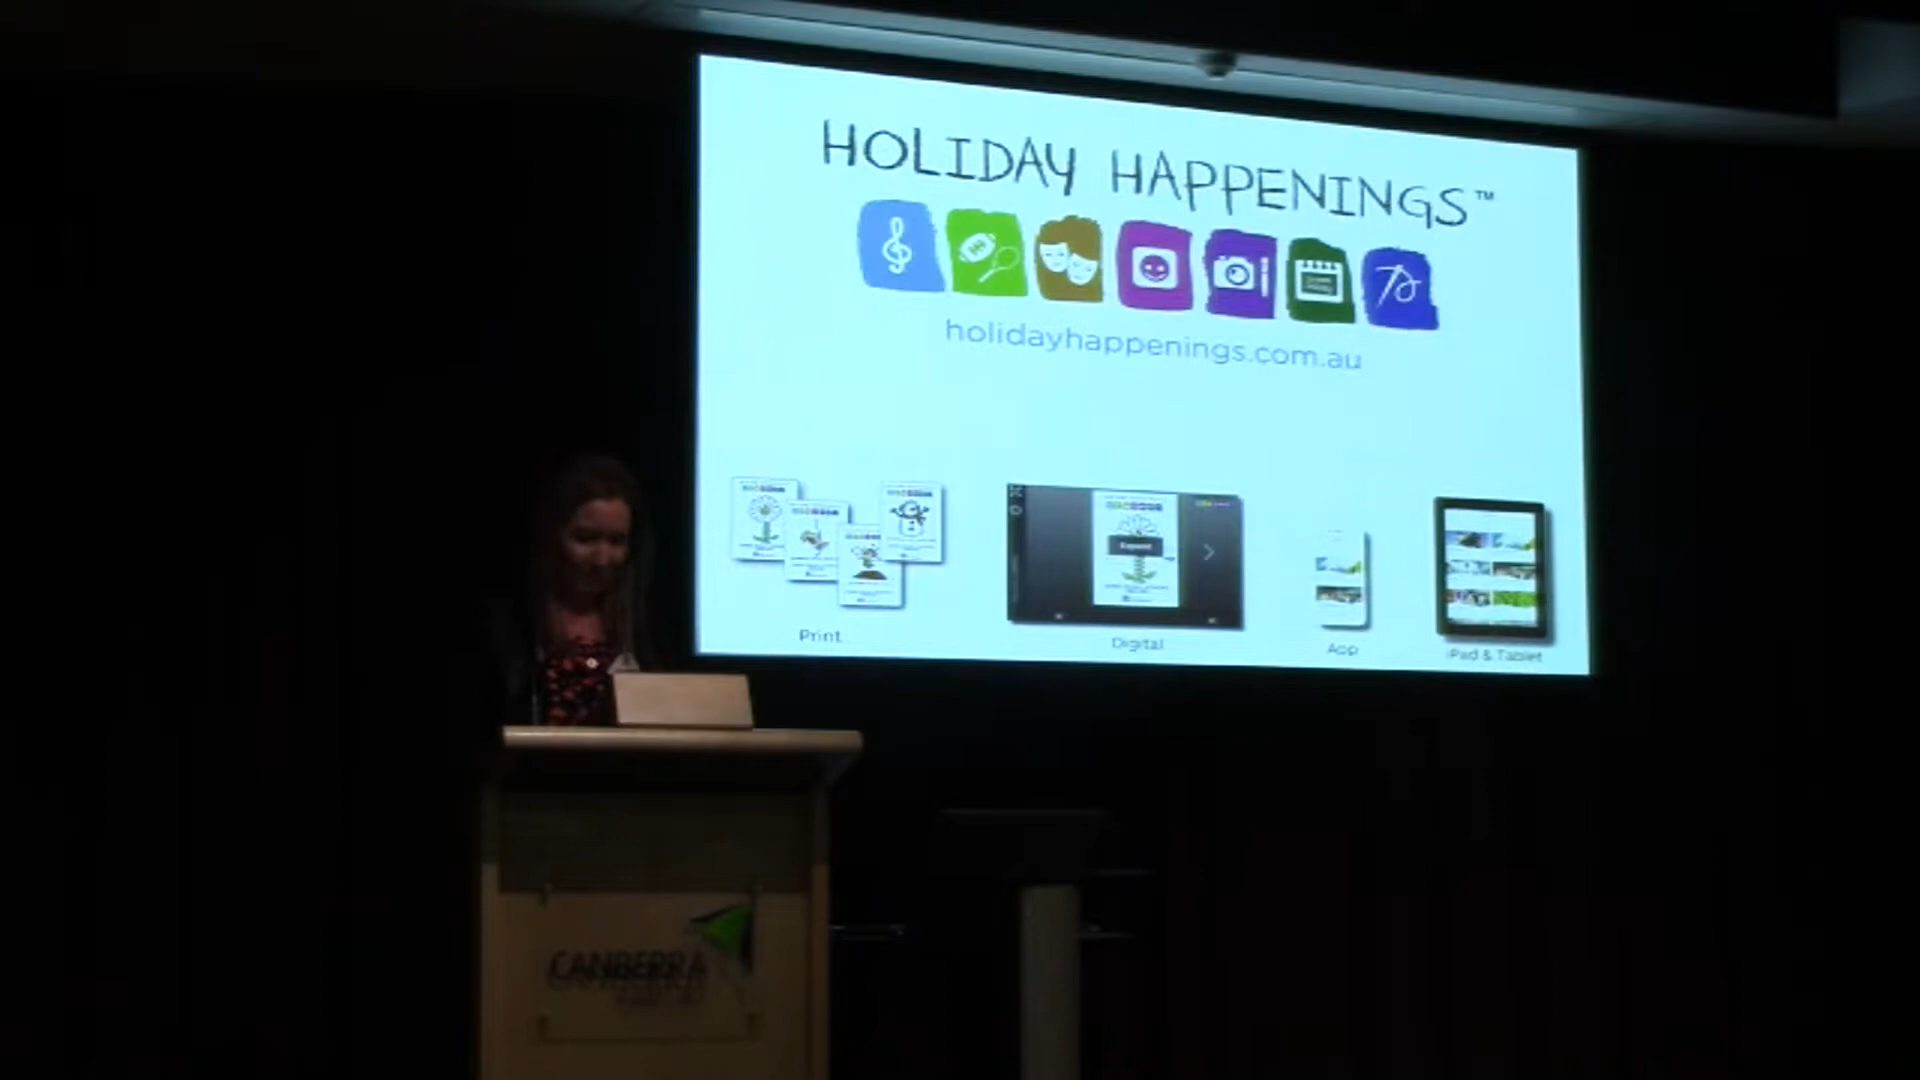 HOLIDAY HAPPENINGS™
holidayhappenings.com.au
Print
Digital
App
iPad & Tablet
CANBERRA